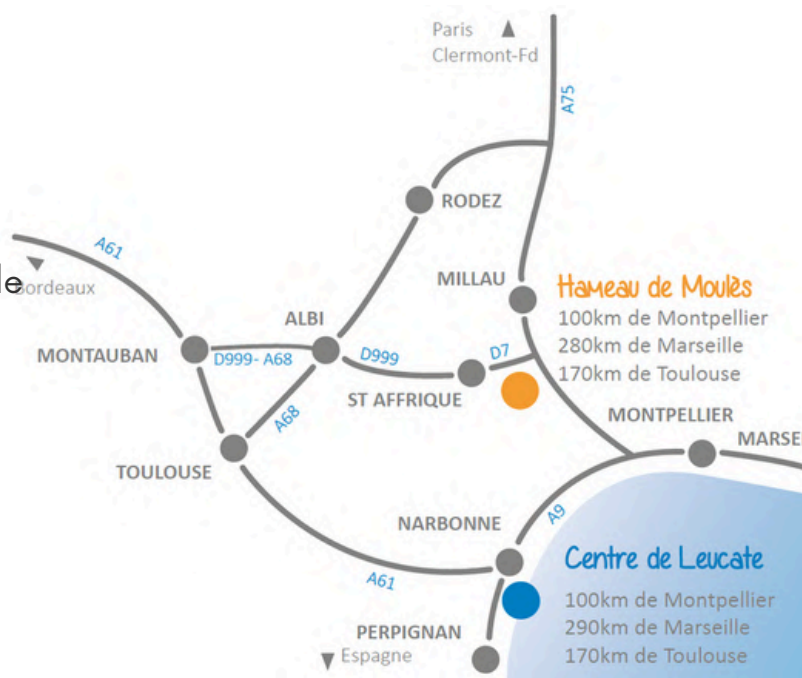 Paris
Clermont-Fd
A75
RODEZ
A61
de
Bordeaux
MILLAU
Hameau de Moulès
100km de Montpellier
280km de Marseille
170km de Toulouse
ALBI
MONTAUBAN
D999- A68
D999
D7
ST AFFRIQUE
A68
MONTPELLIER
MARSE
TOULOUSE
NARBONNE
A9
A61
Centre de Leucate
100km de Montpellier
290km de Marseille
170km de Toulouse
PERPIGNAN
Espagne